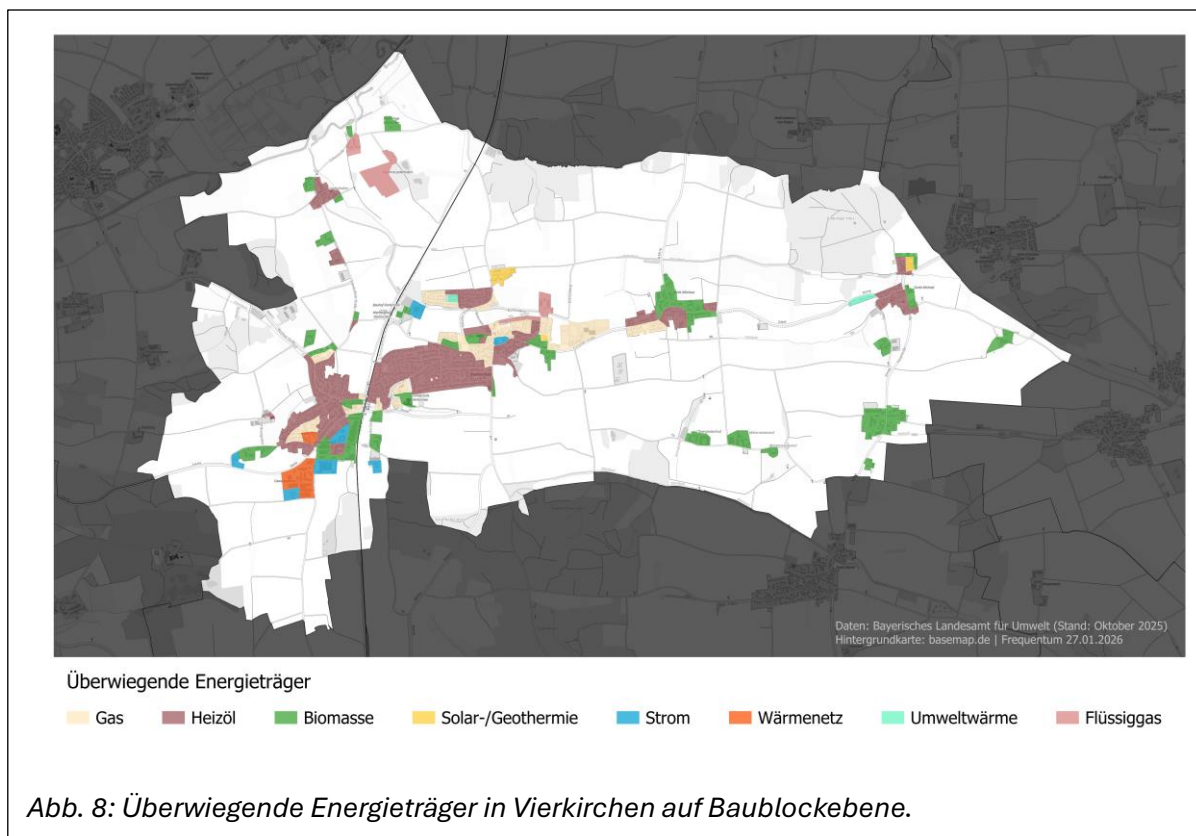 Daten: Bayerisches Landesamt für Umwelt (Stand: Oktober 2025)
Hintergrundkarte: basemap.de | Frequentum 27.01.2026
Überwiegende Energieträger
Gas Heizöl Biomasse Solar-/Geothermie Strom Wärmenetz Umweltwärme Flüssiggas
Abb. 8: Überwiegende Energieträger in Vierkirchen auf Baublockebene.